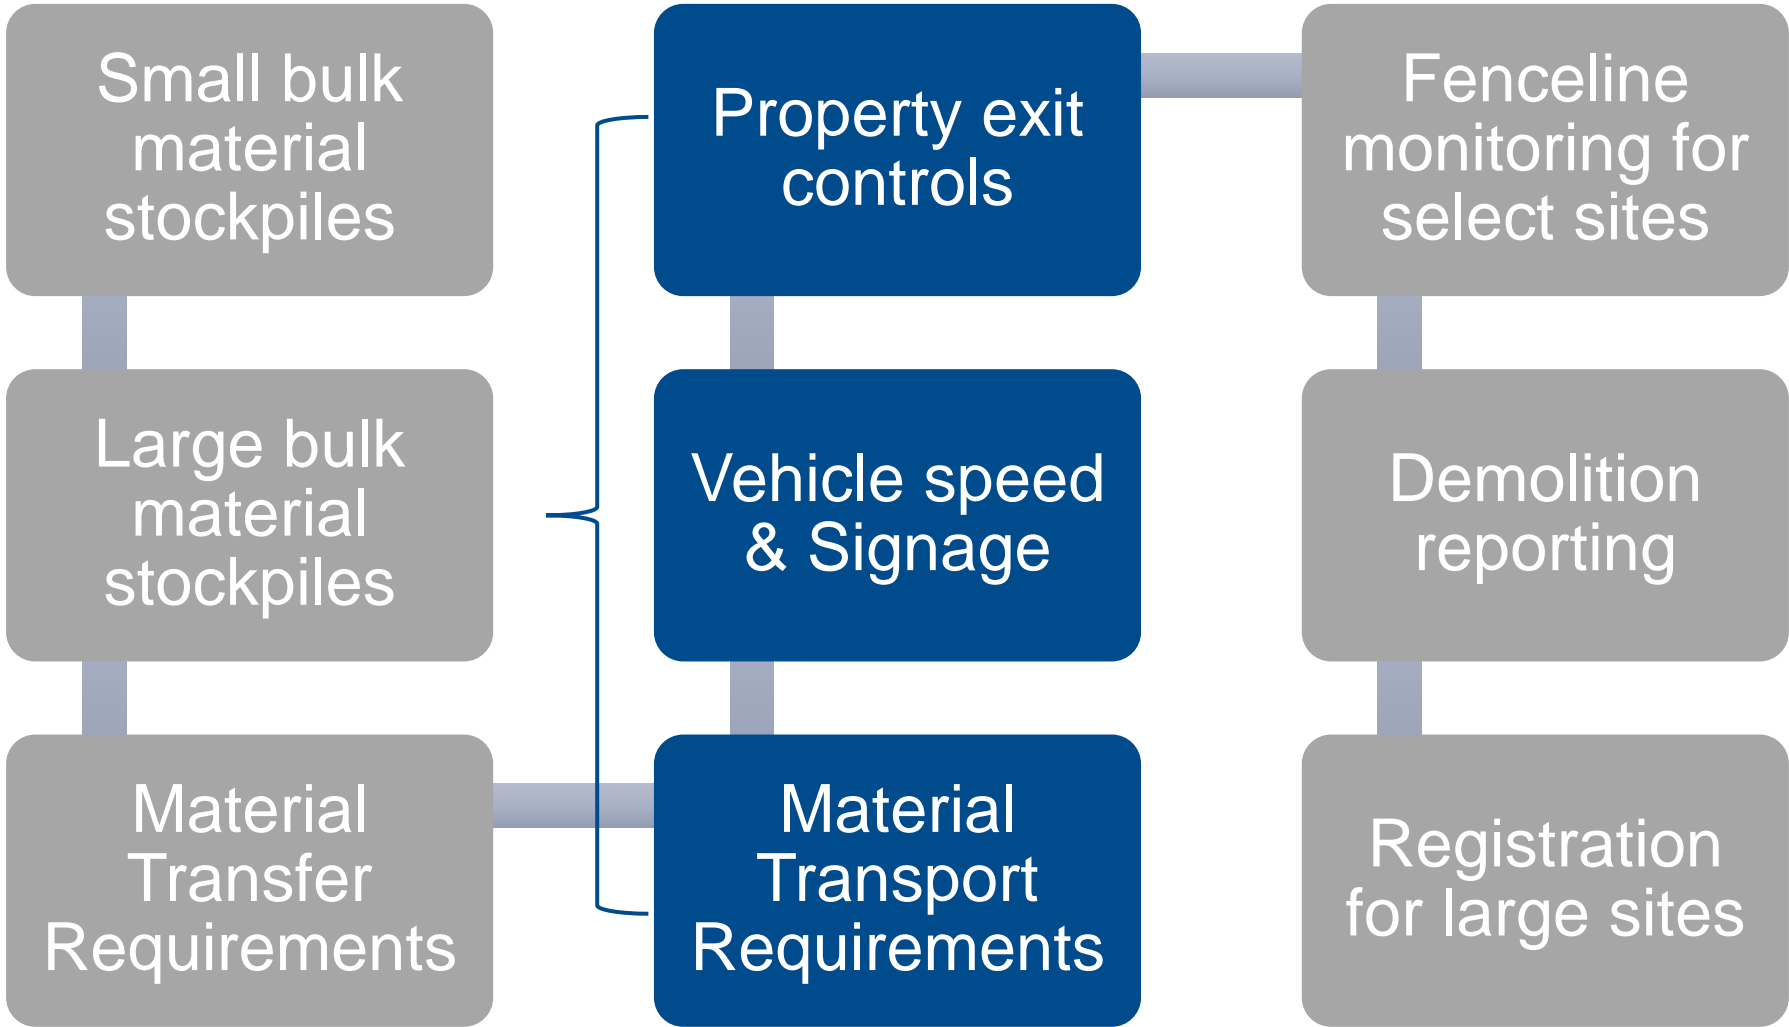 Small bulk
material
stockpiles
Large bulk
material
stockpiles
Material
Transfer
Requirements
Material
Transport
Requirements
Vehicle speed
& Signage
Property exit
controls
Fenceline
monitoring for
select sites
Demolition
reporting
Registration
for large sites